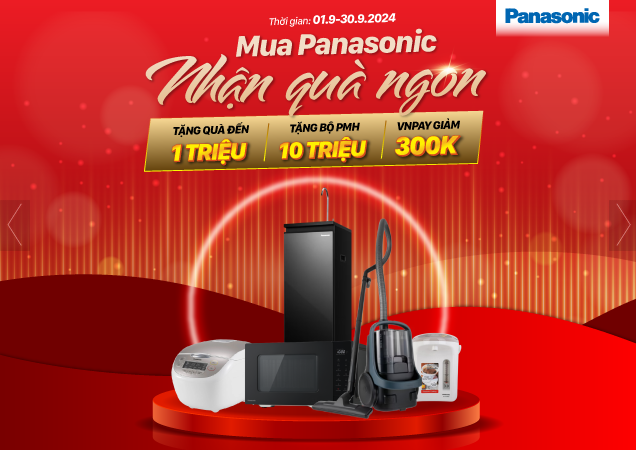 Thời gian: 01.9-30.9.2024
Panasonic
Mua Panasonic
Nhận quà ngon
TẶNG QUÀ ĐẾN
1 TRIỆU
TẶNG BỘ PMH
10 TRIỆU
VNPAY GIẢM
300K